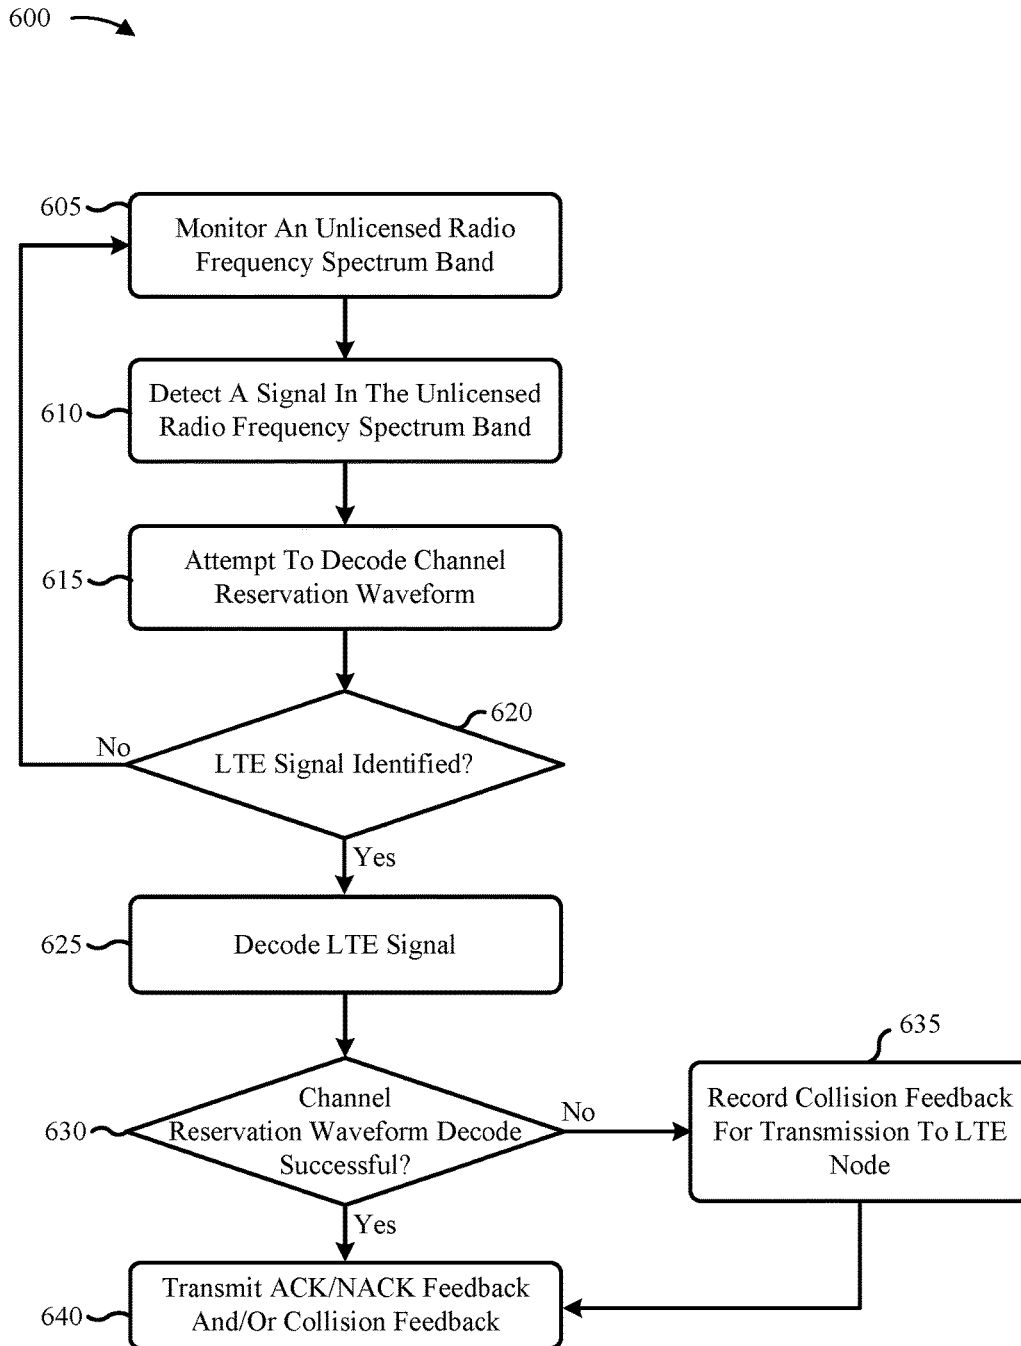 600
605
Monitor An Unlicensed Radio
Frequency Spectrum Band
610
Detect A Signal In The Unlicensed
Radio Frequency Spectrum Band
615
Attempt To Decode Channel
Reservation Waveform
620
No
LTE Signal Identified?
Yes
625
Decode LTE Signal
630
Channel
Reservation Waveform Decode
Successful?
No
635
Record Collision Feedback
For Transmission To LTE
Node
Yes
640
Transmit ACK/NACK Feedback
And/Or Collision Feedback